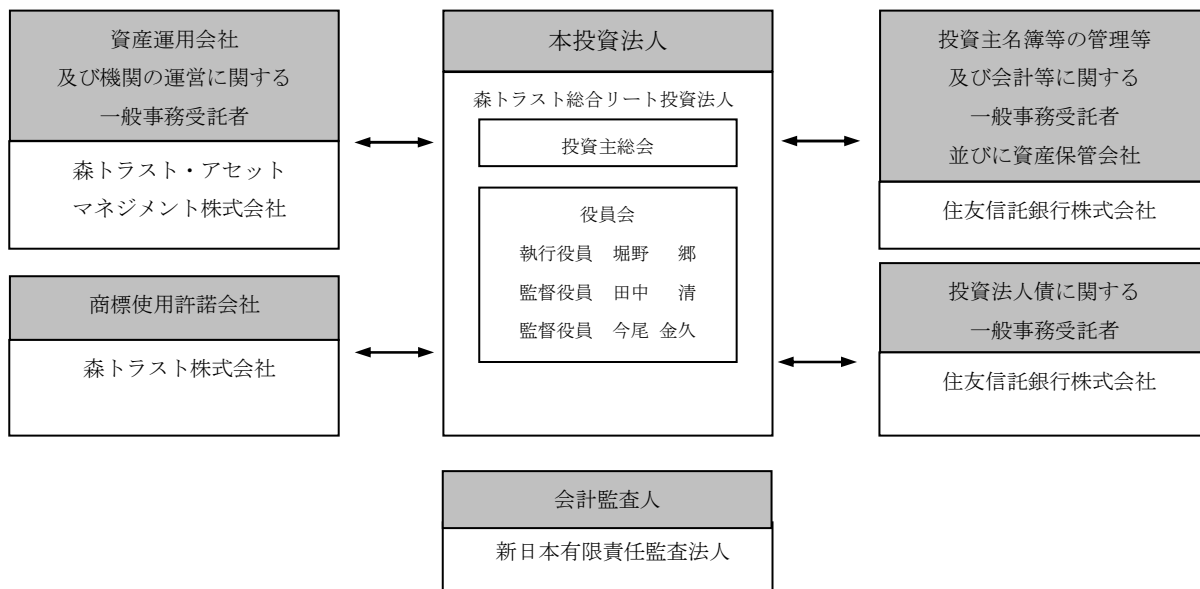 資産運用会社
及び機関の運営に関する
一般事務受託者
森トラスト・アセット
マネジメント株式会社
商標使用許諾会社
森トラスト株式会社
本投資法人
森トラスト総合リート投資法人
投資主総会
役員会
執行役員 堀野 郷
監督役員 田中 清
監督役員 今尾 金久
会計監査人
新日本有限責任監査法人
投資主名簿等の管理等
及び会計等に関する
一般事務受託者
並びに資産保管会社
住友信託銀行株式会社
投資法人債に関する
一般事務受託者
住友信託銀行株式会社